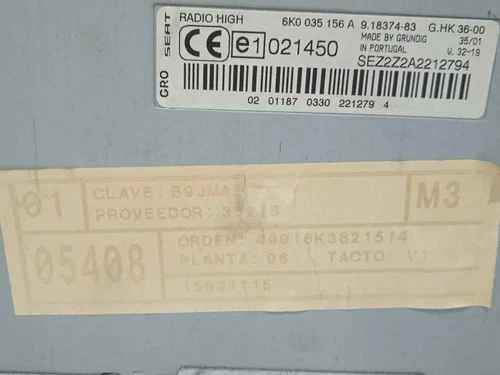 RADIO HIGH 6K0 035 156 A 9.18374-83 G.HK 36-00
GRO SEAT CE e1 021450 MADE BY GRUNDIG 35/01
IN PORTUGAL V. 32-19
SEZ2Z2A2212794
02 01187 0330 221279 4
01 CLAVE: B9JMA M3
PROVEEDOR:
05408 ORDEN: 49016K3621514
PLANTA: 06 TACTO: V1